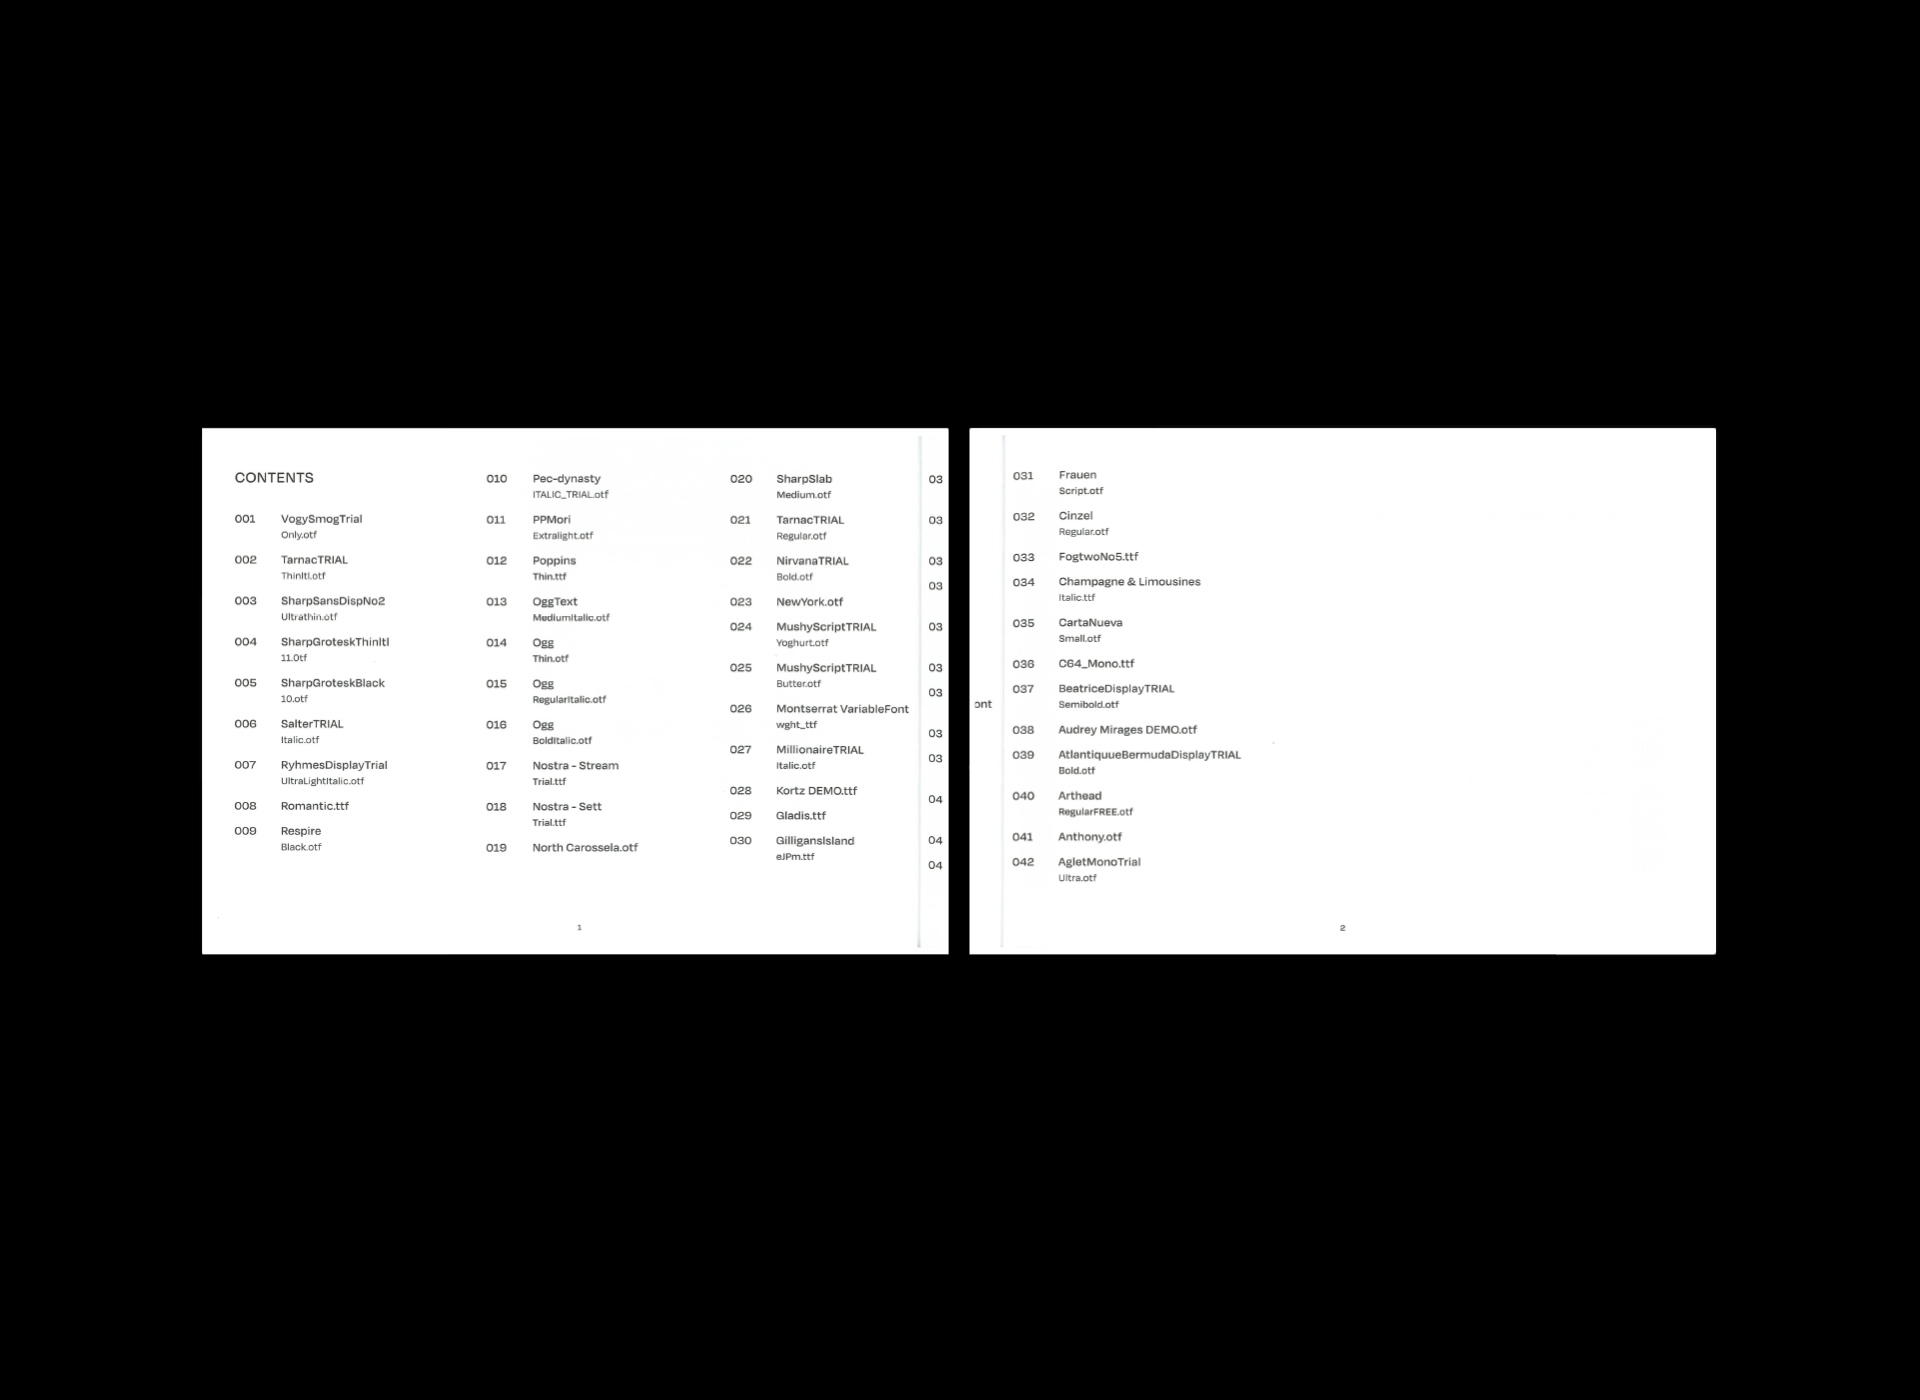 CONTENTS
001 VogySmogTrial
Only.otf
002 TarnacTRIAL
ThinItl.otf
003 SharpSansDispNo2
Ultrathin.otf
004 SharpGroteskThinItl
11.0tf
005 SharpGroteskBlack
10.otf
006 SalterTRIAL
Italic.otf
007 RyhmesDisplayTrial
UltraLightItalic.otf
008 Romantic.ttf
009 Respire
Black.otf
010 Pec-dynasty
ITALIC_TRIAL.otf
011 PPMori
Extralight.otf
012 Poppins
Thin.ttf
013 OggText
MediumItalic.otf
014 Ogg
Thin.otf
015 Ogg
RegularItalic.otf
016 Ogg
BoldItalic.otf
017 Nostra - Stream
Trial.ttf
018 Nostra - Sett
Trial.ttf
019 North Carossela.otf
020 SharpSlab
Medium.otf
021 TarnacTRIAL
Regular.otf
022 NirvanaTRIAL
Bold.otf
023 NewYork.otf
024 MushyScriptTRIAL
Yoghurt.otf
025 MushyScriptTRIAL
Butter.otf
026 Montserrat VariableFont
wght_ttf
027 MillionaireTRIAL
Italic.otf
028 Kortz DEMO.ttf
029 Gladis.ttf
030 GilligansIsland
eJPm.ttf
03
03
03
03
03
03
03
03
03
04
04
04
1
ont
031 Frauen
Script.otf
032 Cinzel
Regular.otf
033 FogtwoNo5.ttf
034 Champagne & Limousines
Italic.ttf
035 CartaNueva
Small.otf
036 C64_Mono.ttf
037 BeatriceDisplayTRIAL
Semibold.otf
038 Audrey Mirages DEMO.otf
039 AtlantiquueBermudaDisplayTRIAL
Bold.otf
040 Arthead
RegularFREE.otf
041 Anthony.otf
042 AgletMonoTrial
Ultra.otf
2